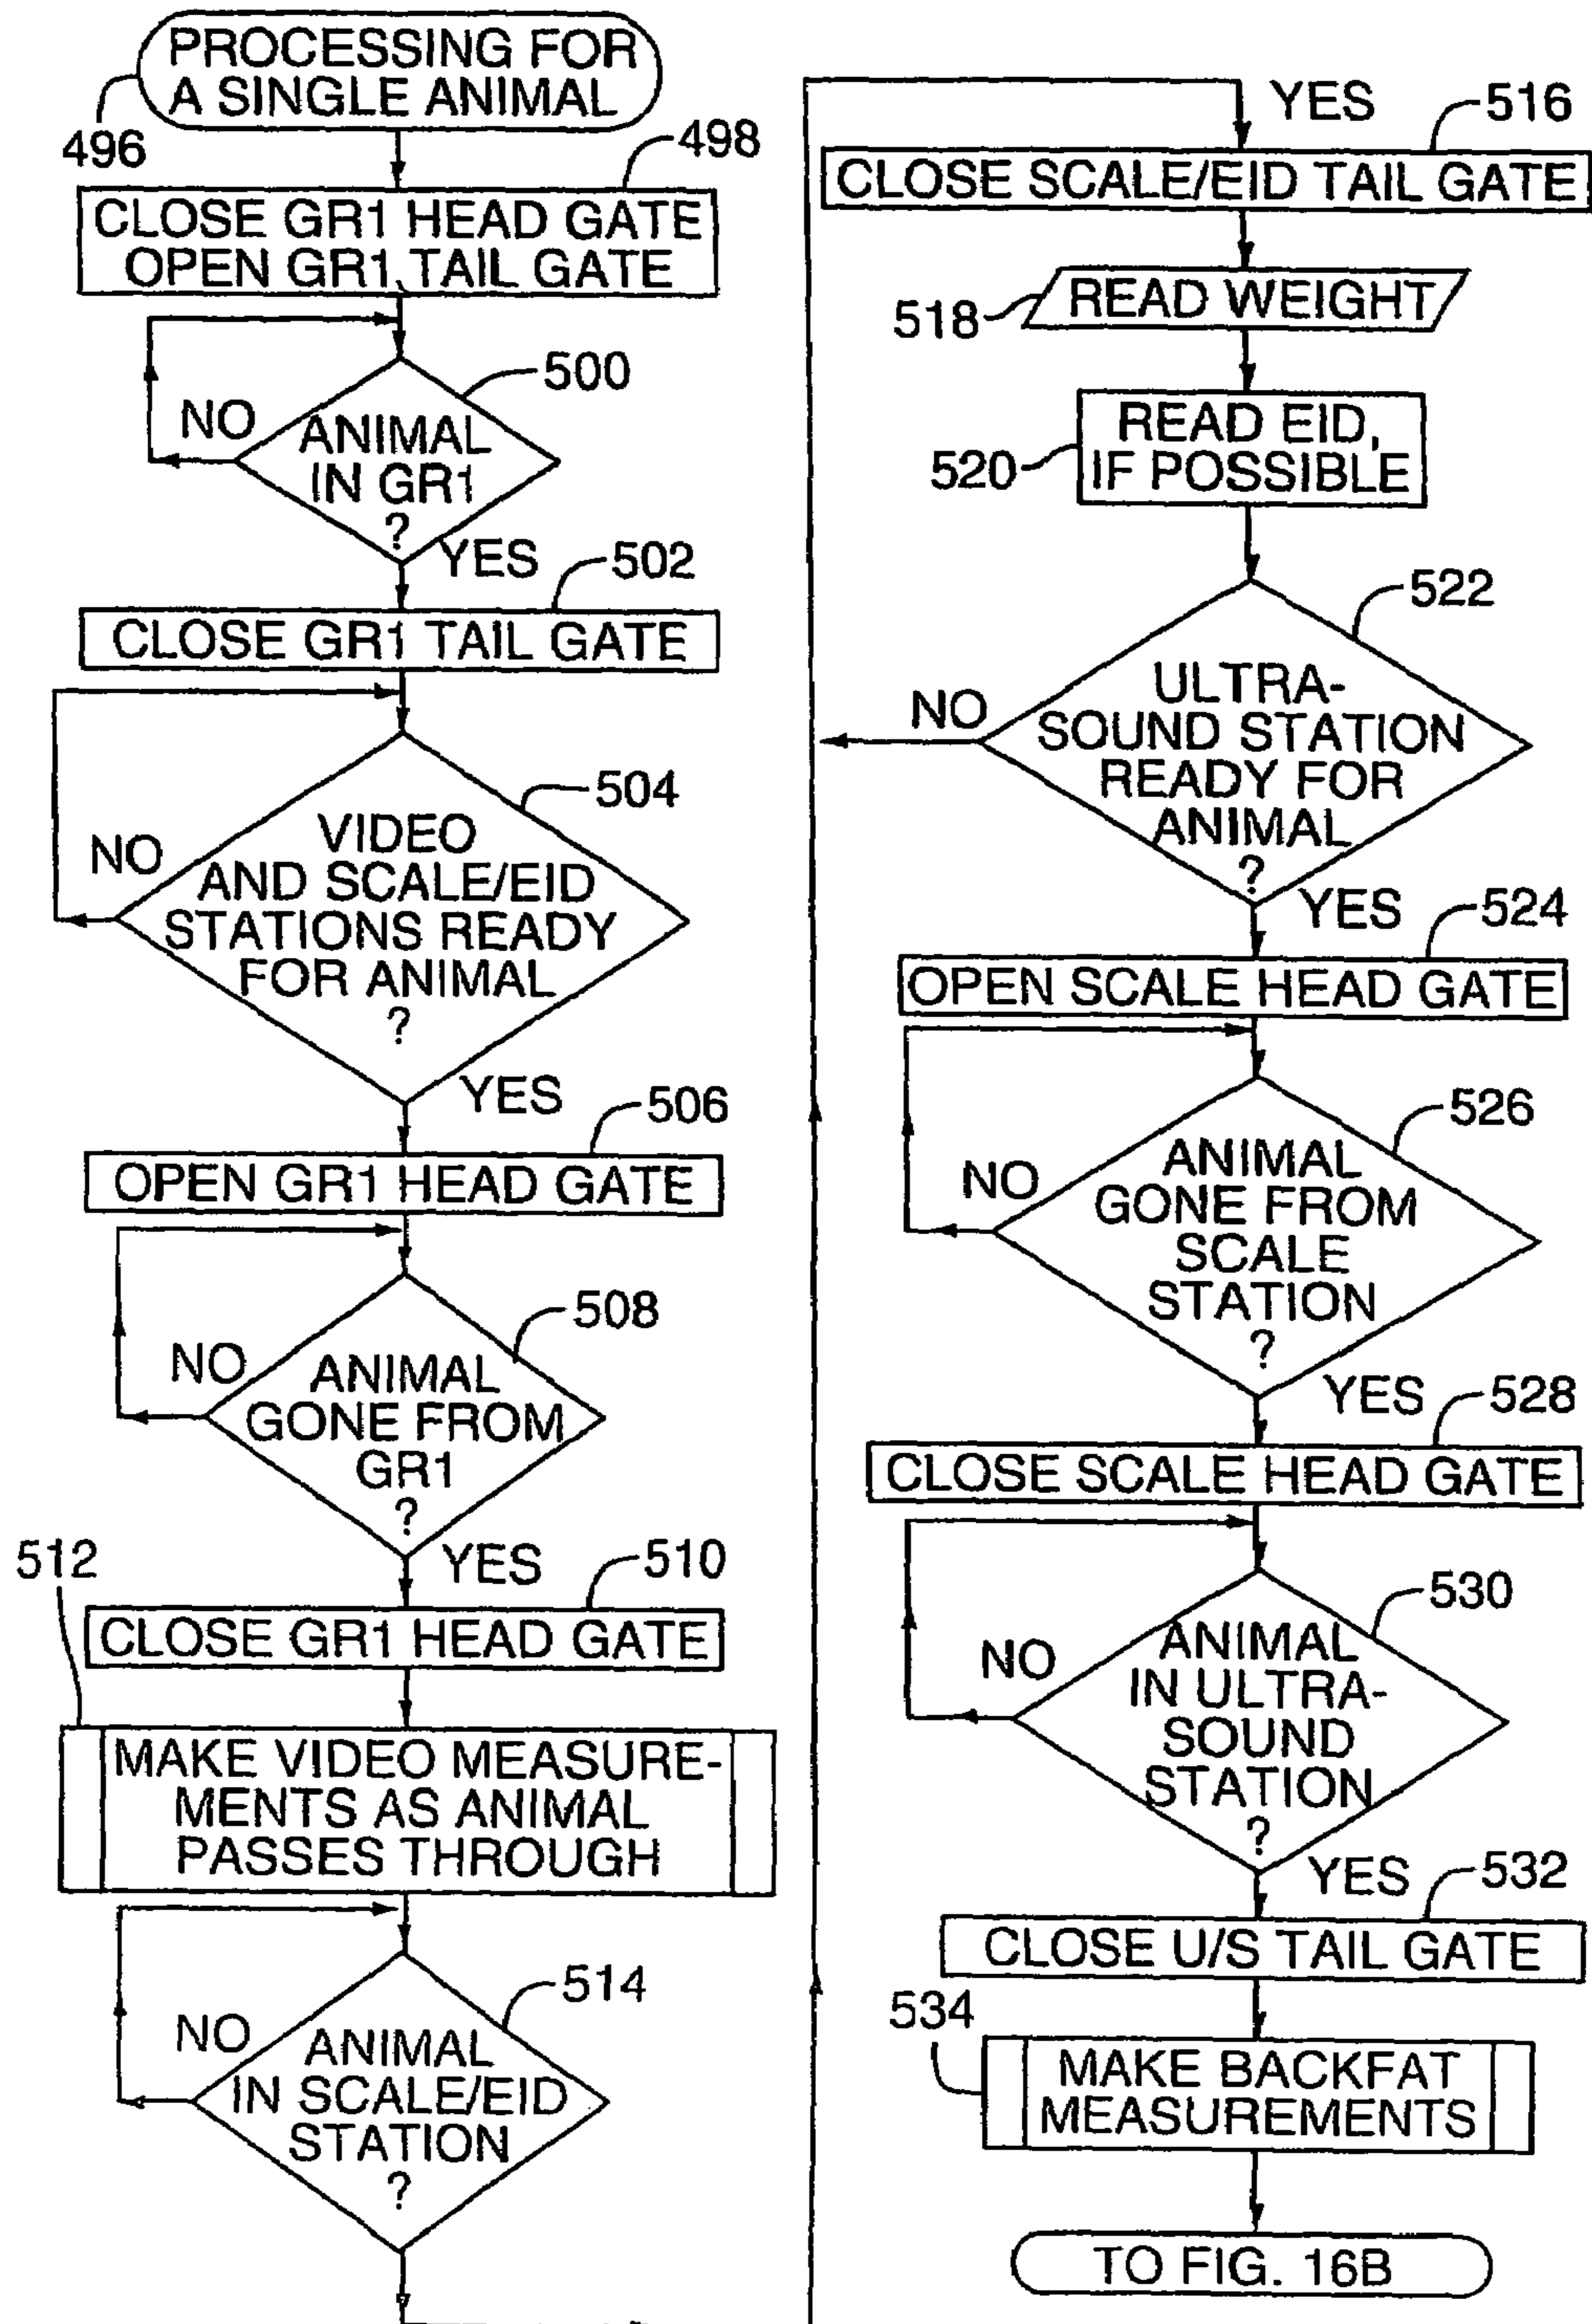 PROCESSING FOR
A SINGLE ANIMAL
496
498
CLOSE GR1 HEAD GATE
OPEN GR1 TAIL GATE
500
NO
ANIMAL
IN GR1
?
YES
502
CLOSE GR1 TAIL GATE
504
NO
VIDEO
AND SCALE/EID
STATIONS READY
FOR ANIMAL
?
YES
506
OPEN GR1 HEAD GATE
508
NO
ANIMAL
GONE FROM
GR1
?
512
YES
510
CLOSE GR1 HEAD GATE
MAKE VIDEO MEASURE-
MENTS AS ANIMAL
PASSES THROUGH
514
NO
ANIMAL
IN SCALE/EID
STATION
?
YES
516
CLOSE SCALE/EID TAIL GATE
518
READ WEIGHT
READ EID,
IF POSSIBLE
520
522
NO
ULTRA-
SOUND STATION
READY FOR
ANIMAL
?
YES
524
OPEN SCALE HEAD GATE
526
NO
ANIMAL
GONE FROM
SCALE
STATION
?
YES
528
CLOSE SCALE HEAD GATE
530
NO
ANIMAL
IN ULTRA-
SOUND
STATION
?
YES
532
CLOSE U/S TAIL GATE
534
MAKE BACKFAT
MEASUREMENTS
TO FIG. 16B